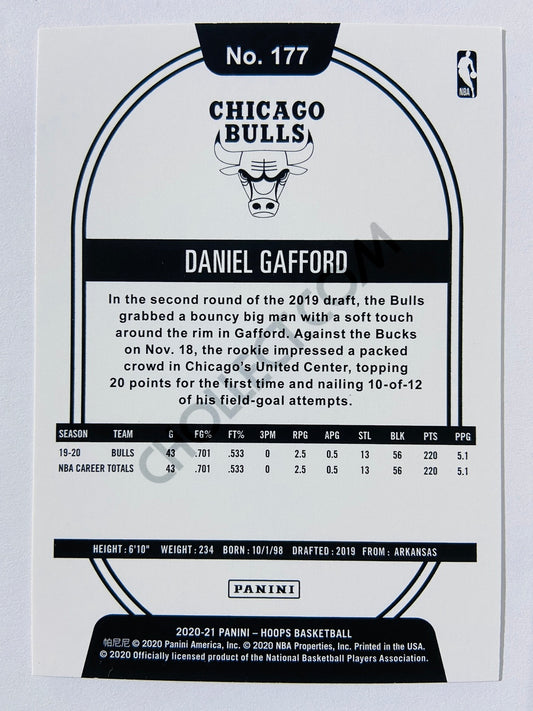 No. 177
NBA
CHICAGO
BULLS
DANIEL GAFFORD
In the second round of the 2019 draft, the Bulls
grabbed a bouncy big man with a soft touch
around the rim in Gafford. Against the Bucks
on Nov. 18, the rookie impressed a packed
crowd in Chicago's United Center, topping
20 points for the first time and nailing 10-of-12
of his field-goal attempts.
CHOLLECT.COM
SEASON TEAM G FG% FT% 3PM RPG APG STL BLK PTS PPG
19-20 BULLS 43 .701 .533 0 2.5 0.5 13 56 220 5.1
NBA CAREER TOTALS 43 .701 .533 0 2.5 0.5 13 56 220 5.1
HEIGHT: 6'10" WEIGHT: 234 BORN: 10/1/98 DRAFTED: 2019 FROM: ARKANSAS
PANINI
2020-21 PANINI – HOOPS BASKETBALL
帕尼尼 © 2020 Panini America, Inc. © 2020 NBA Properties, Inc. Printed in the USA.
© 2020 Officially licensed product of the National Basketball Players Association.